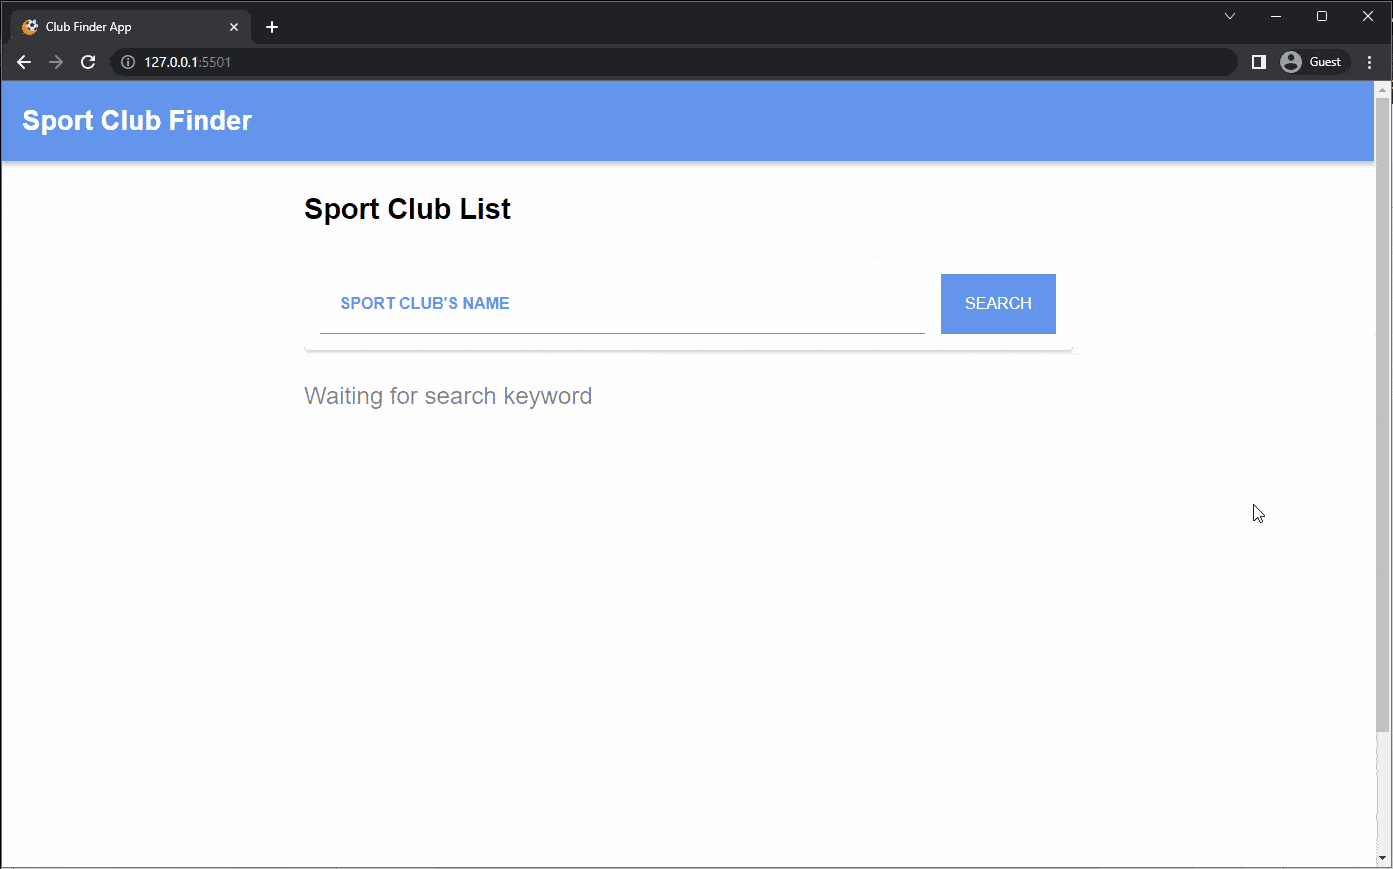 Club Finder App
127.0.0.1:5501
Guest
Sport Club Finder
Sport Club List
SPORT CLUB'S NAME
SEARCH
Waiting for search keyword